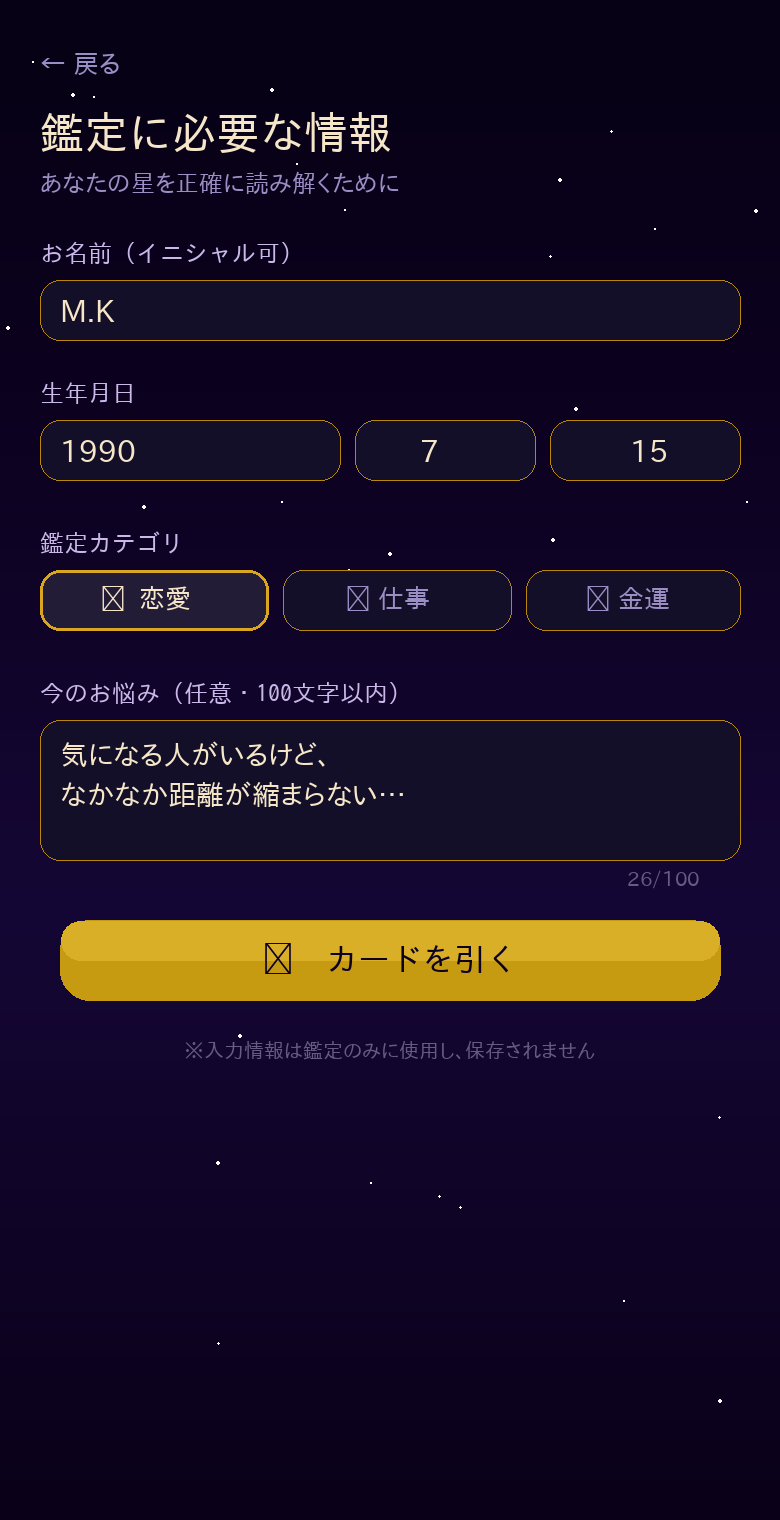 ← 戻る
鑑定に必要な情報
あなたの星を正確に読み解くために
お名前（イニシャル可）
M.K
生年月日
1990 7 15
鑑定カテゴリ
恋愛 仕事 金運
今のお悩み（任意・100文字以内）
気になる人がいるけど、
なかなか距離が縮まらない…
26/100
カードを引く
※入力情報は鑑定のみに使用し、保存されません